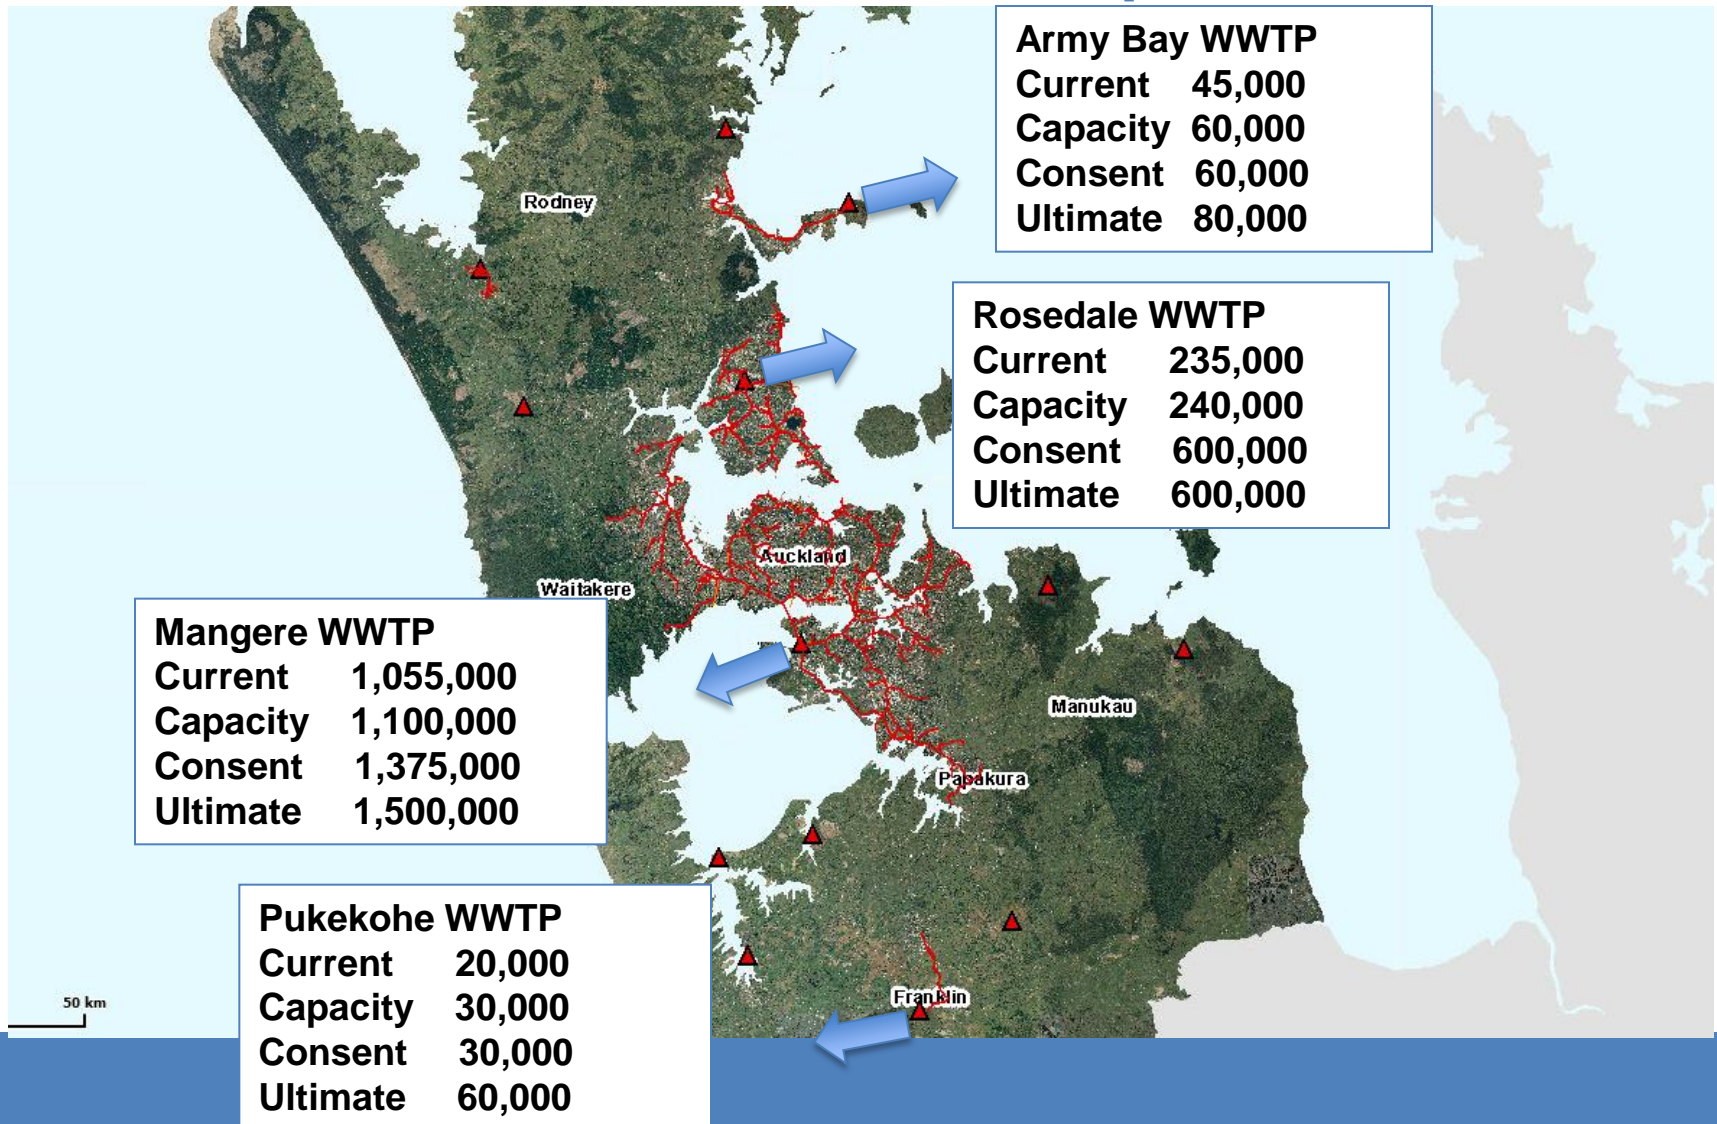 Army Bay WWTP
Current 45,000
Capacity 60,000
Consent 60,000
Ultimate 80,000
Rodney
Rosedale WWTP
Current 235,000
Capacity 240,000
Consent 600,000
Ultimate 600,000
Auckland
Waitakere
Mangere WWTP
Current 1,055,000
Capacity 1,100,000
Consent 1,375,000
Ultimate 1,500,000
Manukau
Papakura
Pukekohe WWTP
Current 20,000
Capacity 30,000
Consent 30,000
Ultimate 60,000
Franklin
50 km